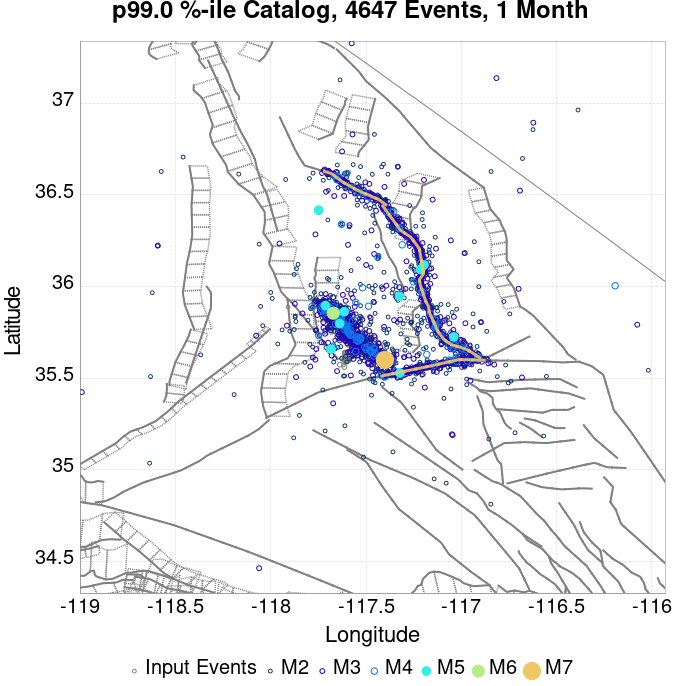 p99.0 %-ile Catalog, 4647 Events, 1 Month
37
36.5
36
35.5
35
34.5
Latitude
-119 -118.5 -118 -117.5 -117 -116.5 -116
Longitude
Input Events M2 M3 M4 M5 M6 M7